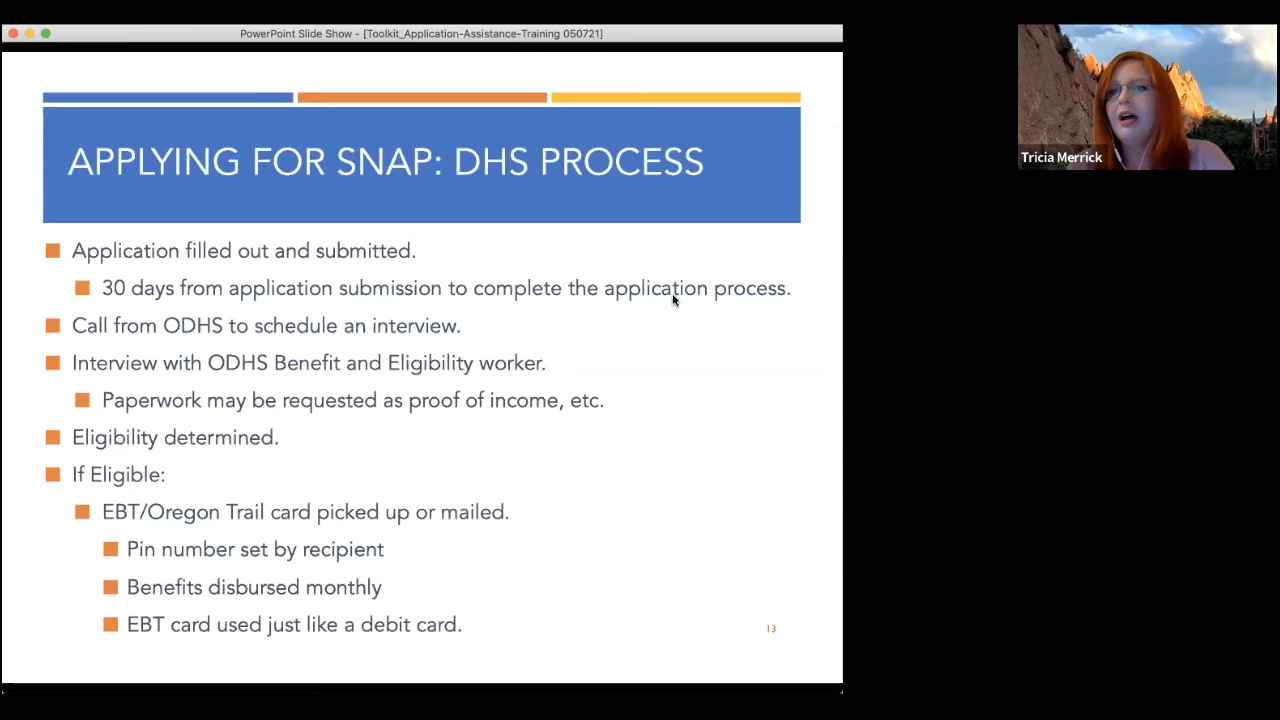 PowerPoint Slide Show - [Toolkit_Application-Assistance-Training 050721]
APPLYING FOR SNAP: DHS PROCESS
Application filled out and submitted.
30 days from application submission to complete the application process.
Call from ODHS to schedule an interview.
Interview with ODHS Benefit and Eligibility worker.
Paperwork may be requested as proof of income, etc.
Eligibility determined.
If Eligible:
EBT/Oregon Trail card picked up or mailed.
Pin number set by recipient
Benefits disbursed monthly
EBT card used just like a debit card.
13
Tricia Merrick